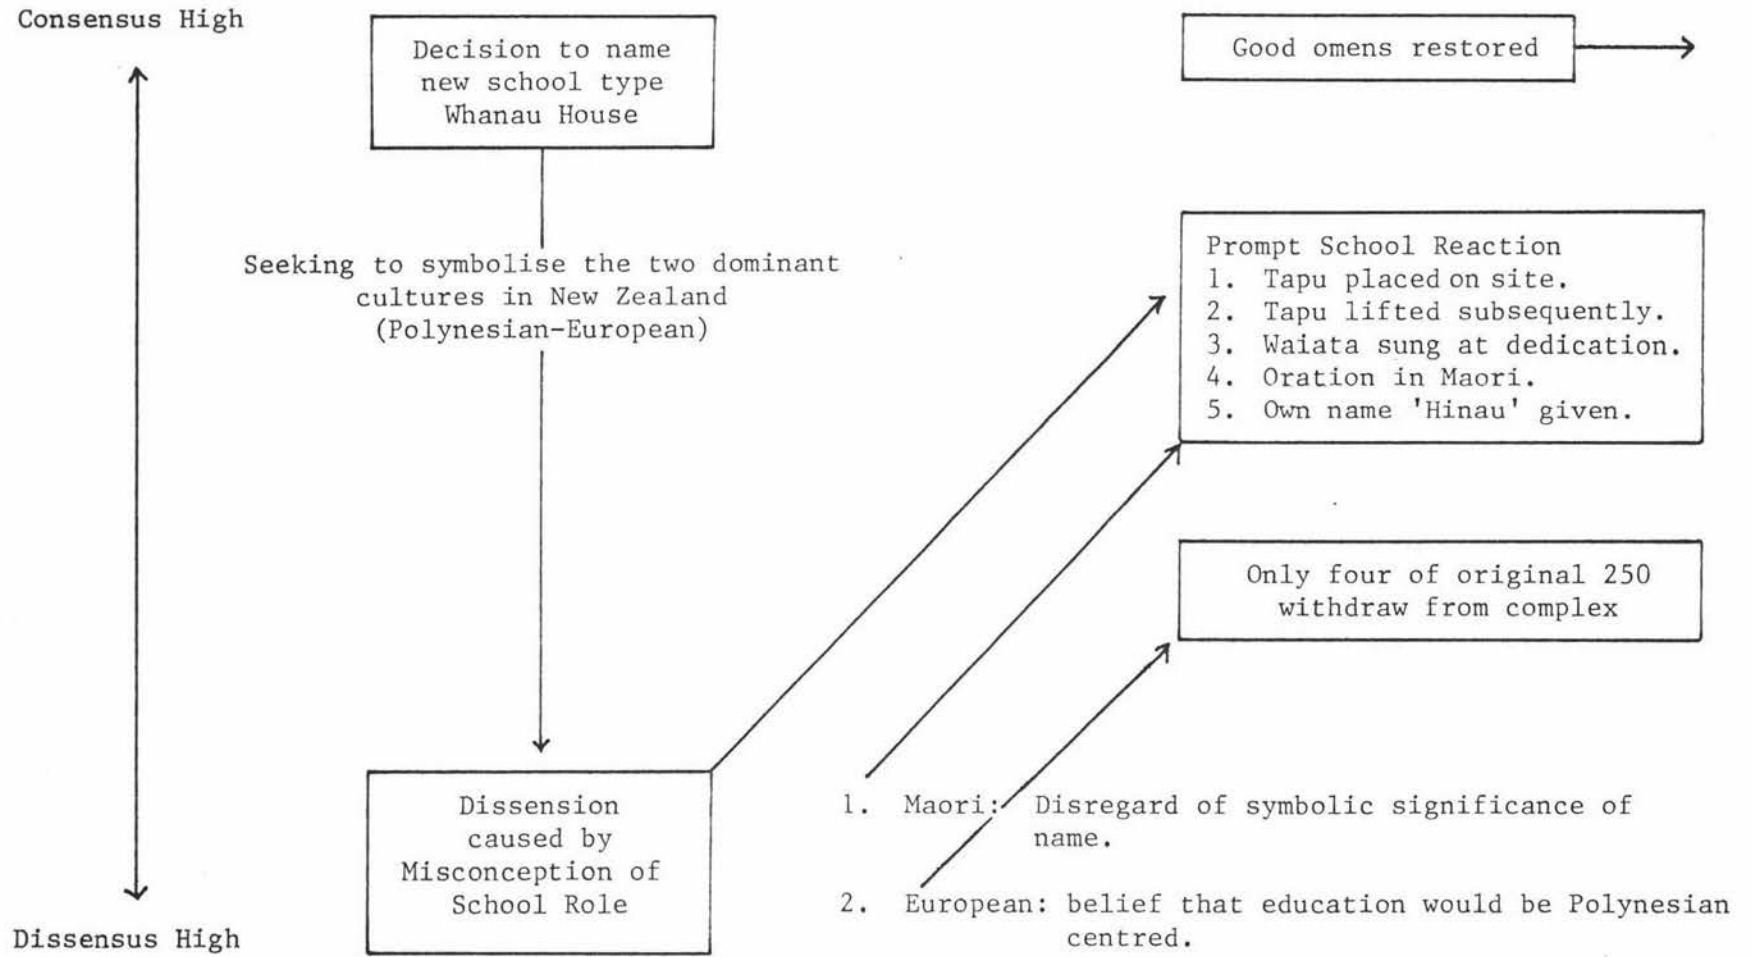 Consensus High
Decision to name
new school type
Whanau House
Good omens restored
Seeking to symbolise the two dominant
cultures in New Zealand
(Polynesian-European)
Prompt School Reaction
1. Tapu placed on site.
2. Tapu lifted subsequently.
3. Waiata sung at dedication.
4. Oration in Maori.
5. Own name 'Hinau' given.
Only four of original 250
withdraw from complex
Dissension
caused by
Misconception of
School Role
1. Maori: Disregard of symbolic significance of
name.
2. European: belief that education would be Polynesian
centred.
Dissensus High